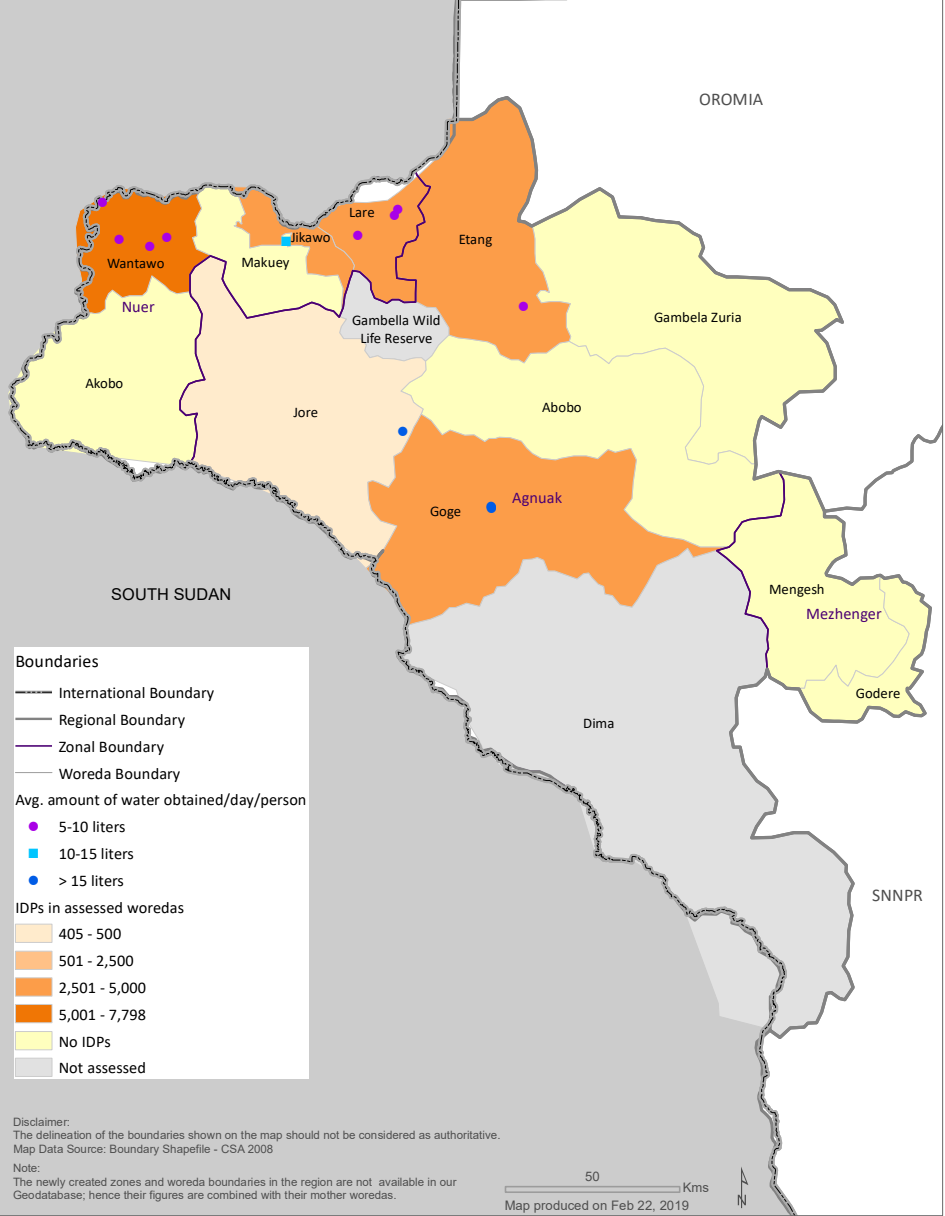 OROMIA
Lare
Etang
Jikawo
Makuey
Wantawo
Nuer
Gambella Wild
Life Reserve
Gambela Zuria
Akobo
Jore
Abobo
Goge
Agnuak
Mengesh
Mezhenger
Godere
SOUTH SUDAN
Dima
SNNPR
Boundaries
International Boundary
Regional Boundary
Zonal Boundary
Woreda Boundary
Avg. amount of water obtained/day/person
5-10 liters
10-15 liters
> 15 liters
IDPs in assessed woredas
405 - 500
501 - 2,500
2,501 - 5,000
5,001 - 7,798
No IDPs
Not assessed
Disclaimer:
The delineation of the boundaries shown on the map should not be considered as authoritative.
Map Data Source: Boundary Shapefile - CSA 2008
Note:
The newly created zones and woreda boundaries in the region are not available in our
Geodatabase; hence their figures are combined with their mother woredas.
50
Kms
Map produced on Feb 22, 2019
N